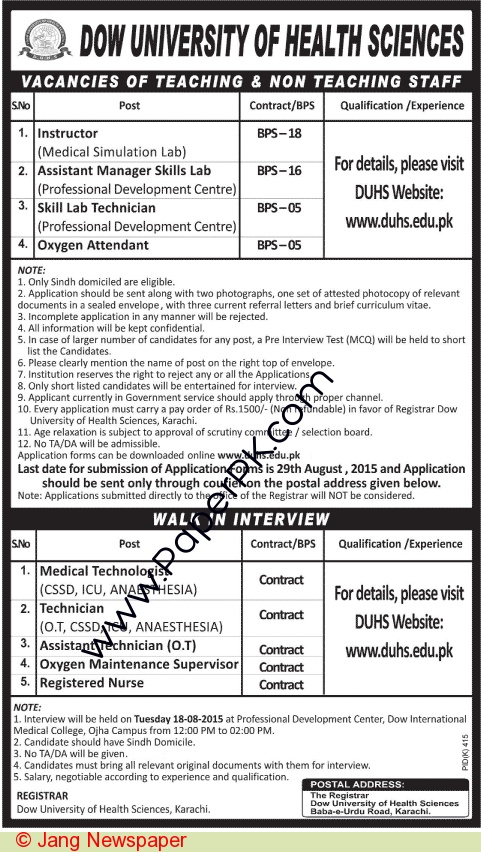 DOW UNIVERSITY OF HEALTH SCIENCES
VACANCIES OF TEACHING & NON TEACHING STAFF
S.No Post Contract/BPS Qualification /Experience
1. Instructor BPS – 18
(Medical Simulation Lab)
2. Assistant Manager Skills Lab BPS – 16
(Professional Development Centre)
3. Skill Lab Technician BPS – 05
(Professional Development Centre)
4. Oxygen Attendant BPS – 05
For details, please visit
DUHS Website:
www.duhs.edu.pk
NOTE:
1. Only Sindh domiciled are eligible.
2. Application should be sent along with two photographs, one set of attested photocopy of relevant
documents in a sealed envelope, with three current referral letters and brief curriculum vitae.
3. Incomplete application in any manner will be rejected.
4. All information will be kept confidential.
5. In case of larger number of candidates for any post, a Pre Interview Test (MCQ) will be held to short
list the Candidates.
6. Please clearly mention the name of post on the right top of envelope.
7. Institution reserves the right to reject any or all the Applications
8. Only short listed candidates will be entertained for interview.
9. Applicant currently in Government service should apply through proper channel.
10. Every application must carry a pay order of Rs.1500/- (Non refundable) in favor of Registrar Dow
University of Health Sciences, Karachi.
11. Age relaxation is subject to approval of scrutiny committee / selection board.
12. No TA/DA will be admissible.
Application forms can be downloaded online www.duhs.edu.pk
Last date for submission of Application Forms is 29th August , 2015 and Application
should be sent only through courier on the postal address given below.
Note: Applications submitted directly to the office of the Registrar will NOT be considered.
WALK IN INTERVIEW
S.No Post Contract/BPS Qualification /Experience
1. Medical Technologist Contract
(CSSD, ICU, ANAESTHESIA)
2. Technician Contract
(O.T, CSSD, ICU, ANAESTHESIA)
3. Assistant Technician (O.T) Contract
4. Oxygen Maintenance Supervisor Contract
5. Registered Nurse Contract
For details, please visit
DUHS Website:
www.duhs.edu.pk
NOTE:
1. Interview will be held on Tuesday 18-08-2015 at Professional Development Center, Dow International
Medical College, Ojha Campus from 12:00 PM to 02:00 PM.
2. Candidate should have Sindh Domicile.
3. No TA/DA will be given.
4. Candidates must bring all relevant original documents with them for interview.
5. Salary, negotiable according to experience and qualification.
REGISTRAR
Dow University of Health Sciences, Karachi.
POSTAL ADDRESS:
The Registrar
Dow University of Health Sciences
Baba-e-Urdu Road, Karachi.
PID(K) 415
www.PaperPK.com
© Jang Newspaper